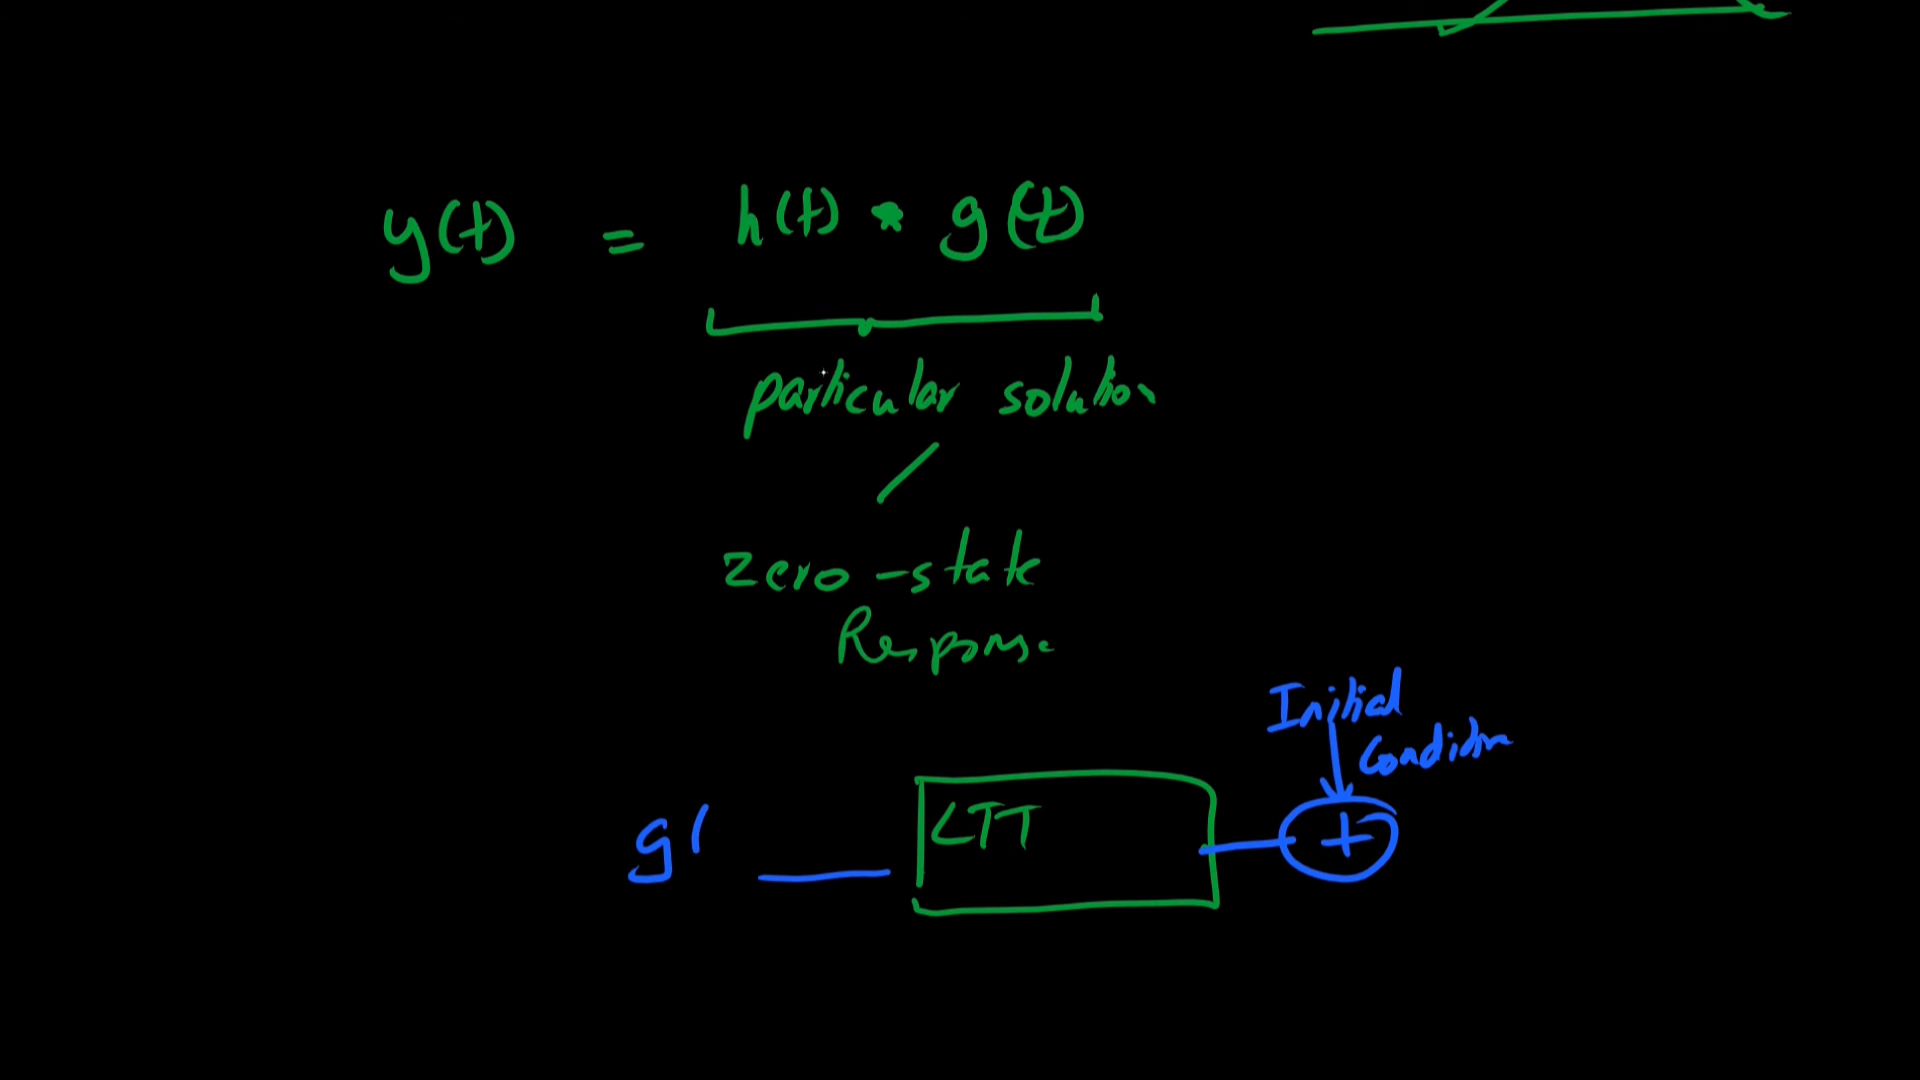 y(t) = h(t) * g(t)
particular solution
/
zero-state
Response
Initial
Condition
g( LTI +